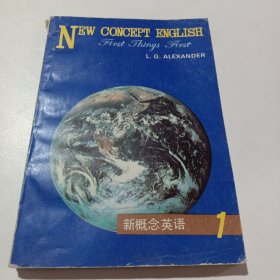 NEW CONCEPT ENGLISH
First Things First
L. G. ALEXANDER
新概念英语 1